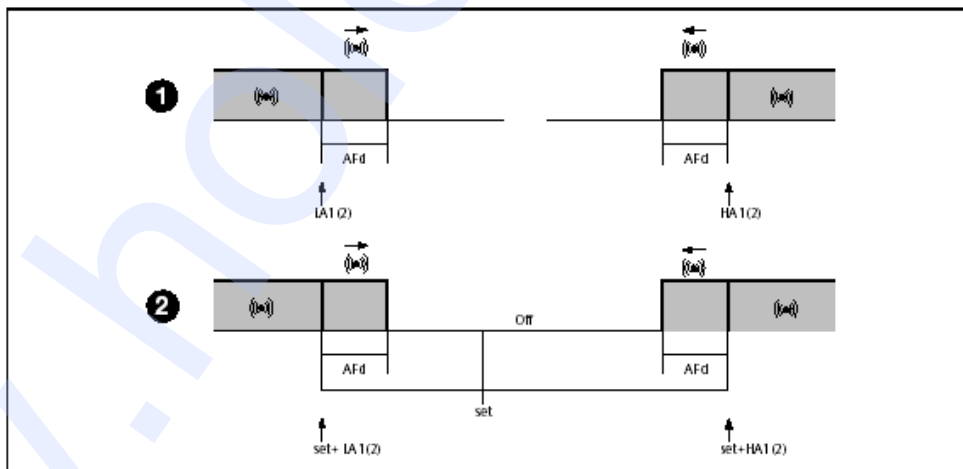 1
AFd
AFd
LA1(2)
HA1(2)
2
Off
AFd
AFd
set
set+ LA1(2)
set+HA1(2)